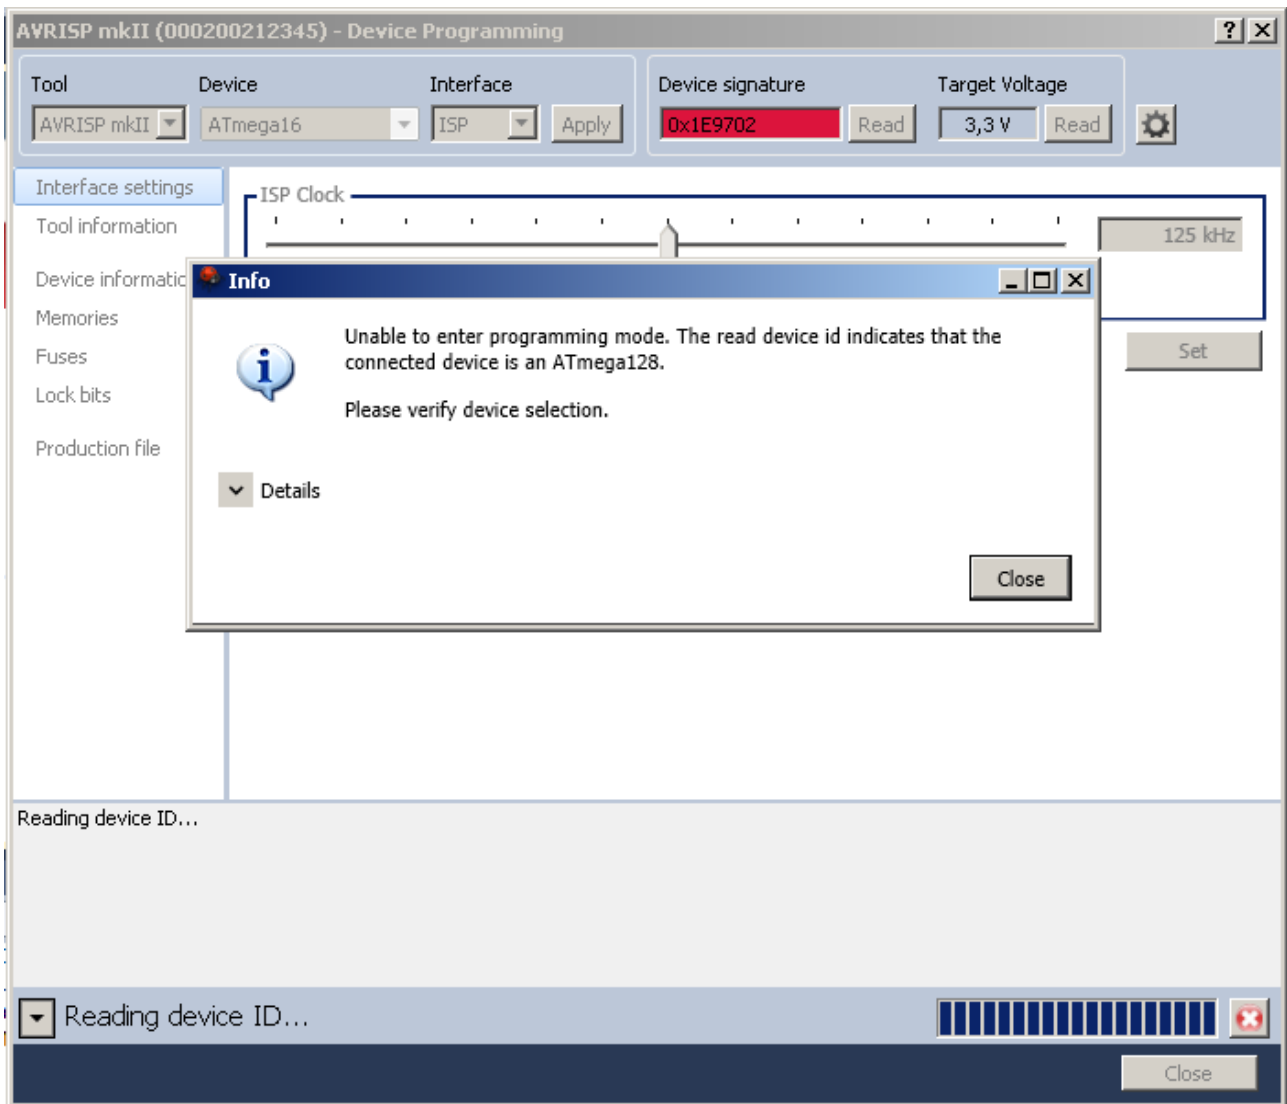 AVRISP mkII (000200212345) - Device Programming
Tool Device Interface Device signature Target Voltage
AVRISP mkII ATmega16 ISP Apply 0x1E9702 Read 3,3 V Read
Interface settings
Tool information
Device informatic
Memories
Fuses
Lock bits
Production file
ISP Clock
125 kHz
Set
Info
Unable to enter programming mode. The read device id indicates that the
connected device is an ATmega128.
Please verify device selection.
Details
Close
Reading device ID...
Reading device ID...
Close